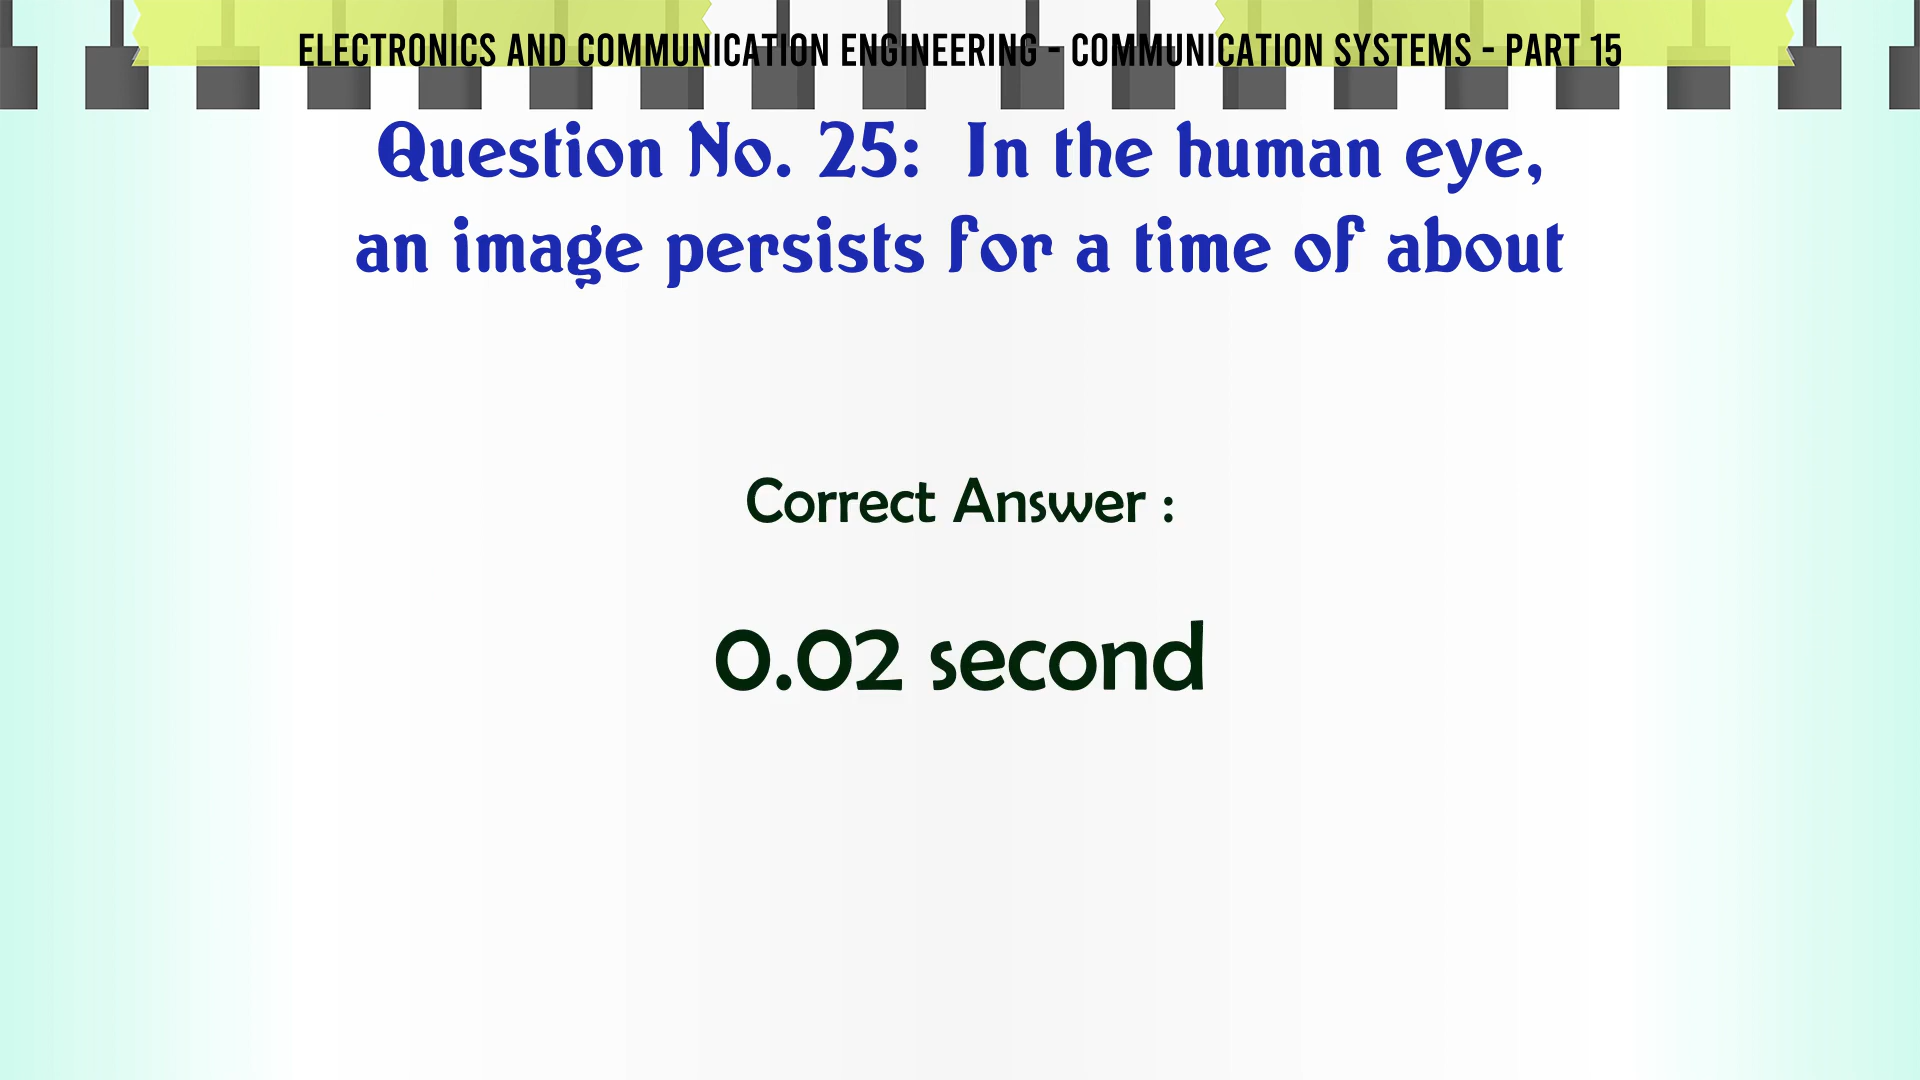 ELECTRONICS AND COMMUNICATION ENGINEERING - COMMUNICATION SYSTEMS - PART 15
Question No. 25: In the human eye,
an image persists for a time of about
Correct Answer :
0.02 second